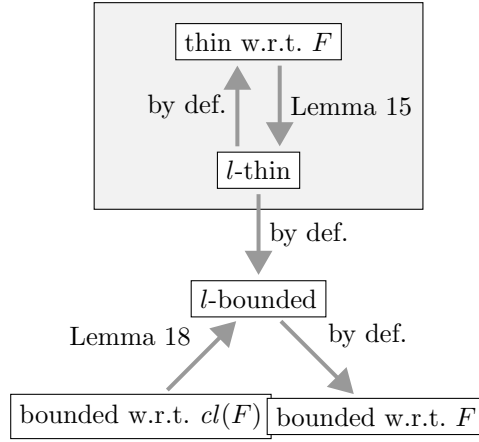 thin w.r.t. F
by def.
Lemma 15
l-thin
by def.
l-bounded
Lemma 18
by def.
bounded w.r.t. cl(F)
bounded w.r.t. F